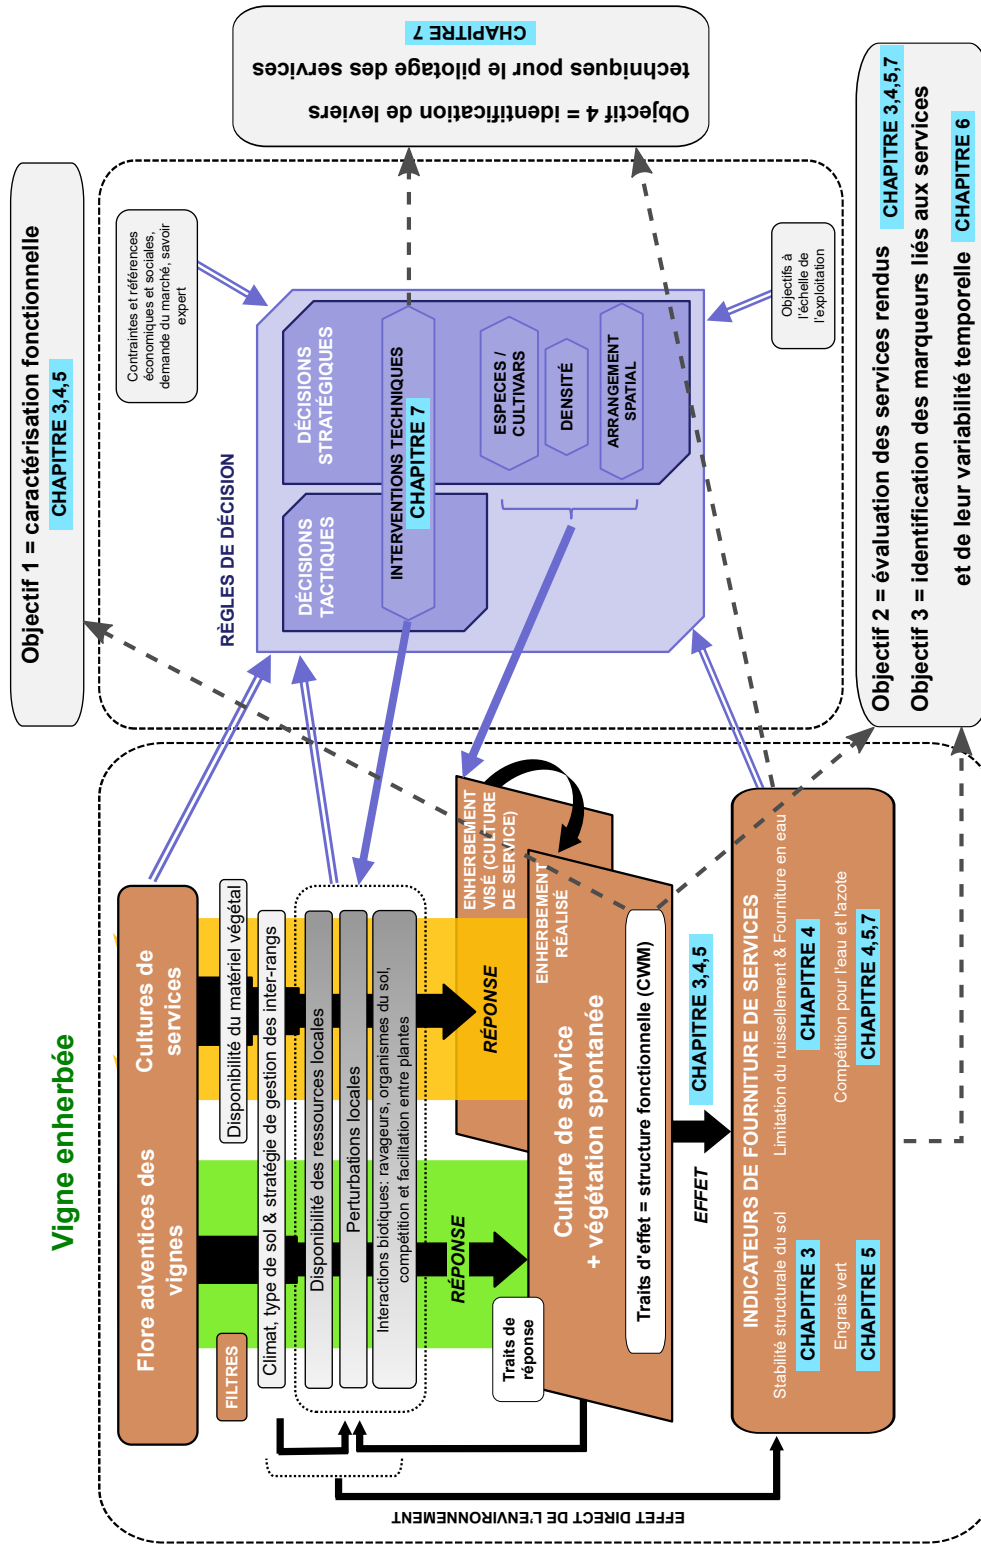 Vigne enherbée
Flore adventices des
vignes
Cultures de
services
FILTRES
Disponibilité du matériel végétal
Climat, type de sol & stratégie de gestion des inter-rangs
Disponibilité des ressources locales
Perturbations locales
Interactions biotiques: ravageurs, organismes du sol,
compétition et facilitation entre plantes
RÉPONSE
RÉPONSE
Traits de
réponse
ENHERBEMENT
VISÉ (CULTURE
DE SERVICE)
ENHERBEMENT
RÉALISÉ
Culture de service
+ végétation spontanée
Traits d'effet = structure fonctionnelle (CWM)
EFFET
CHAPITRE 3,4,5
INDICATEURS DE FOURNITURE DE SERVICES
Stabilité structurale du sol
CHAPITRE 3
Limitation du ruissellement & Fourniture en eau
CHAPITRE 4
Engrais vert
CHAPITRE 5
Compétition pour l'eau et l'azote
CHAPITRE 4,5,7
EFFET DIRECT DE L'ENVIRONNEMENT
Objectif 1 = caractérisation fonctionnelle
CHAPITRE 3,4,5
Contraintes et références
économiques et sociales,
demande du marché, savoir
expert
RÈGLES DE DÉCISION
DÉCISIONS
TACTIQUES
DÉCISIONS
STRATÉGIQUES
INTERVENTIONS TECHNIQUES
CHAPITRE 7
ESPECES /
CULTIVARS
DENSITÉ
ARRANGEMENT
SPATIAL
Objectifs à
l'échelle de
l'exploitation
Objectif 4 = identification de leviers
techniques pour le pilotage des services
CHAPITRE 7
Objectif 2 = évaluation des services rendus CHAPITRE 3,4,5,7
Objectif 3 = identification des marqueurs liés aux services
et de leur variabilité temporelle CHAPITRE 6